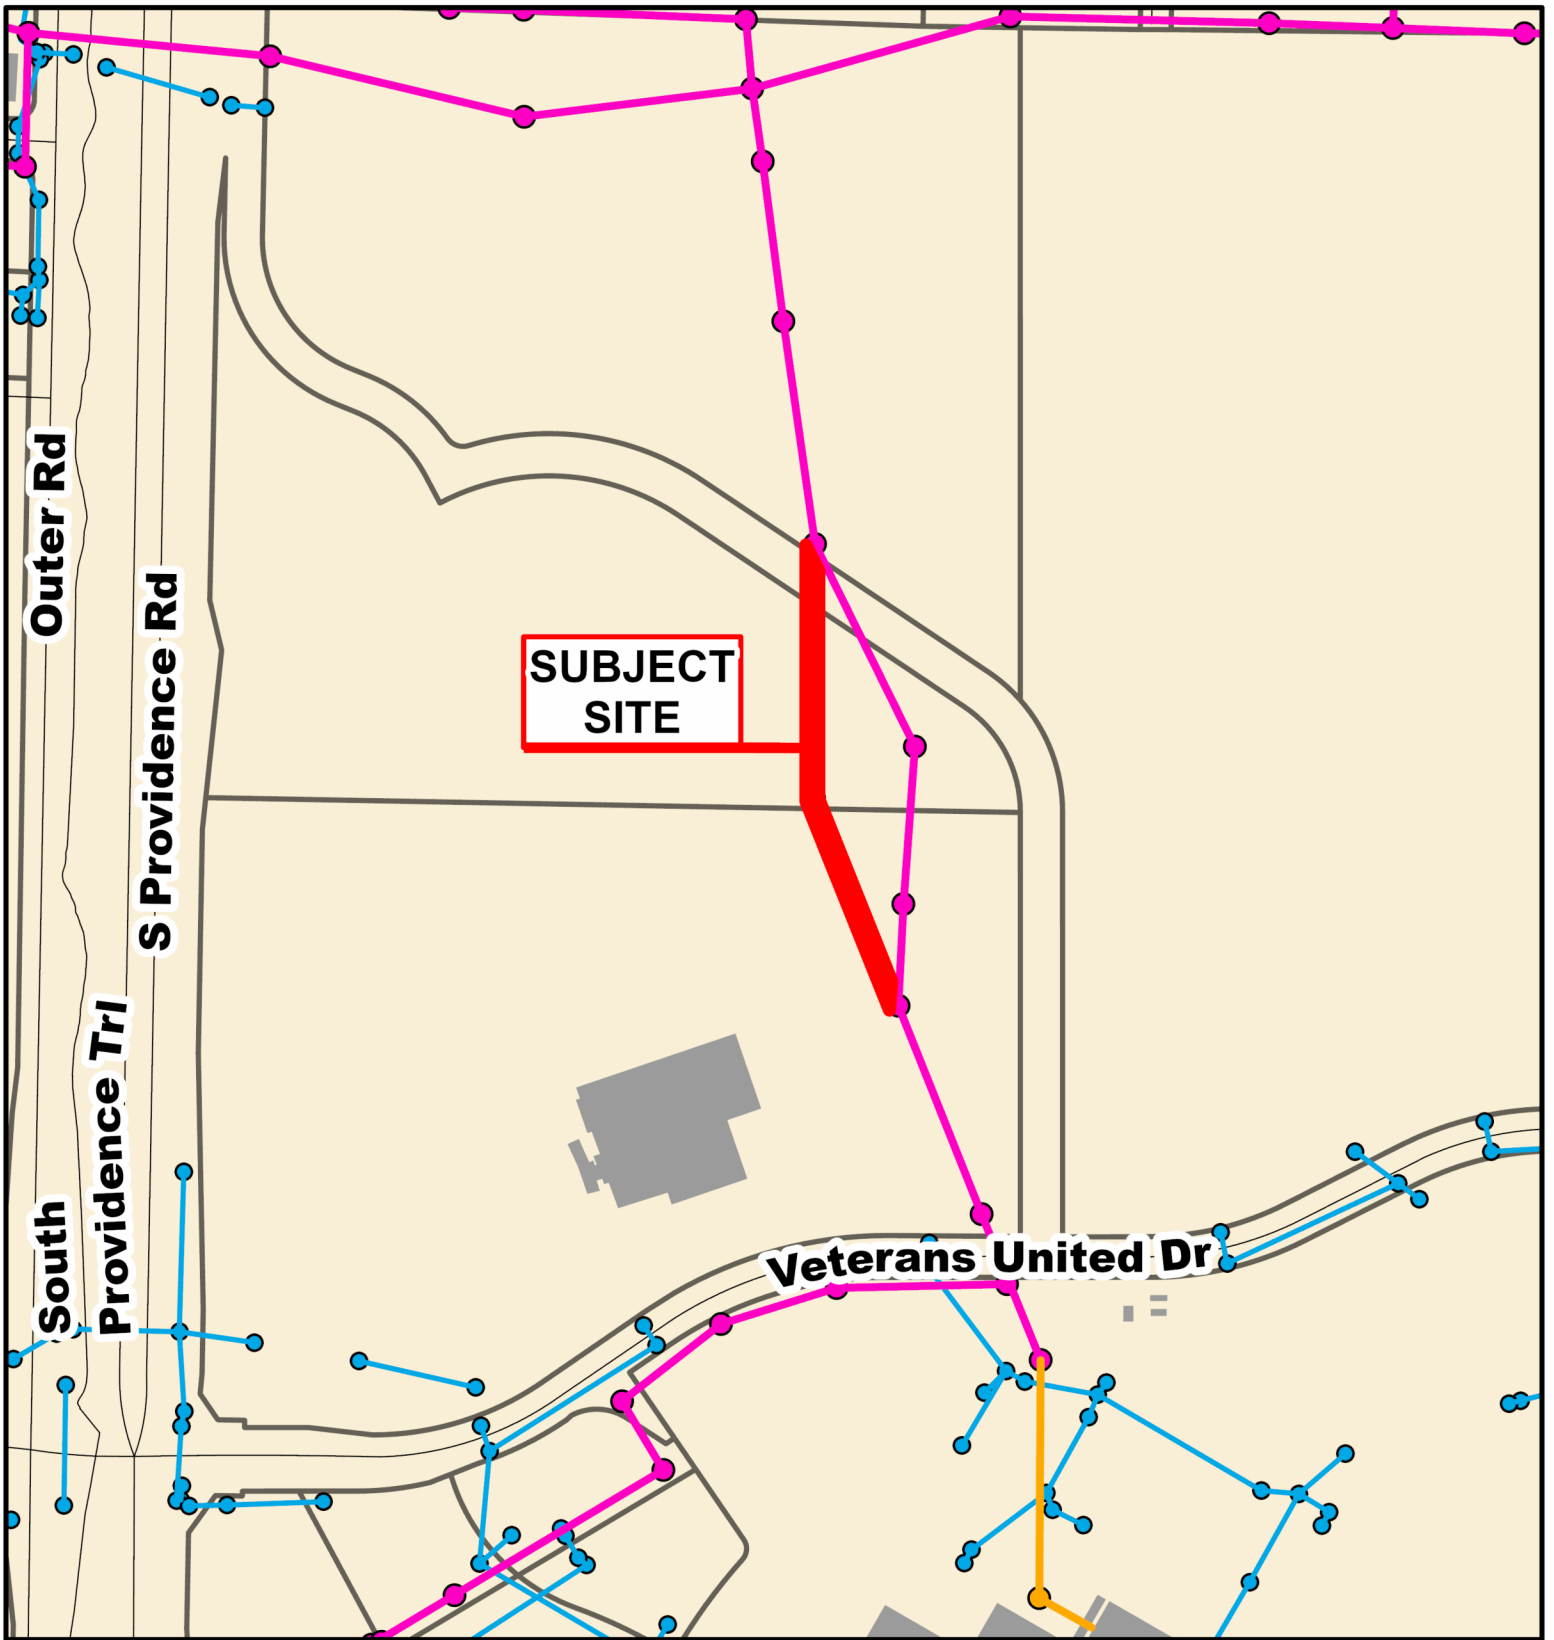 Outer Rd
S Providence Rd
SUBJECT
SITE
South
Providence Trl
Veterans United Dr